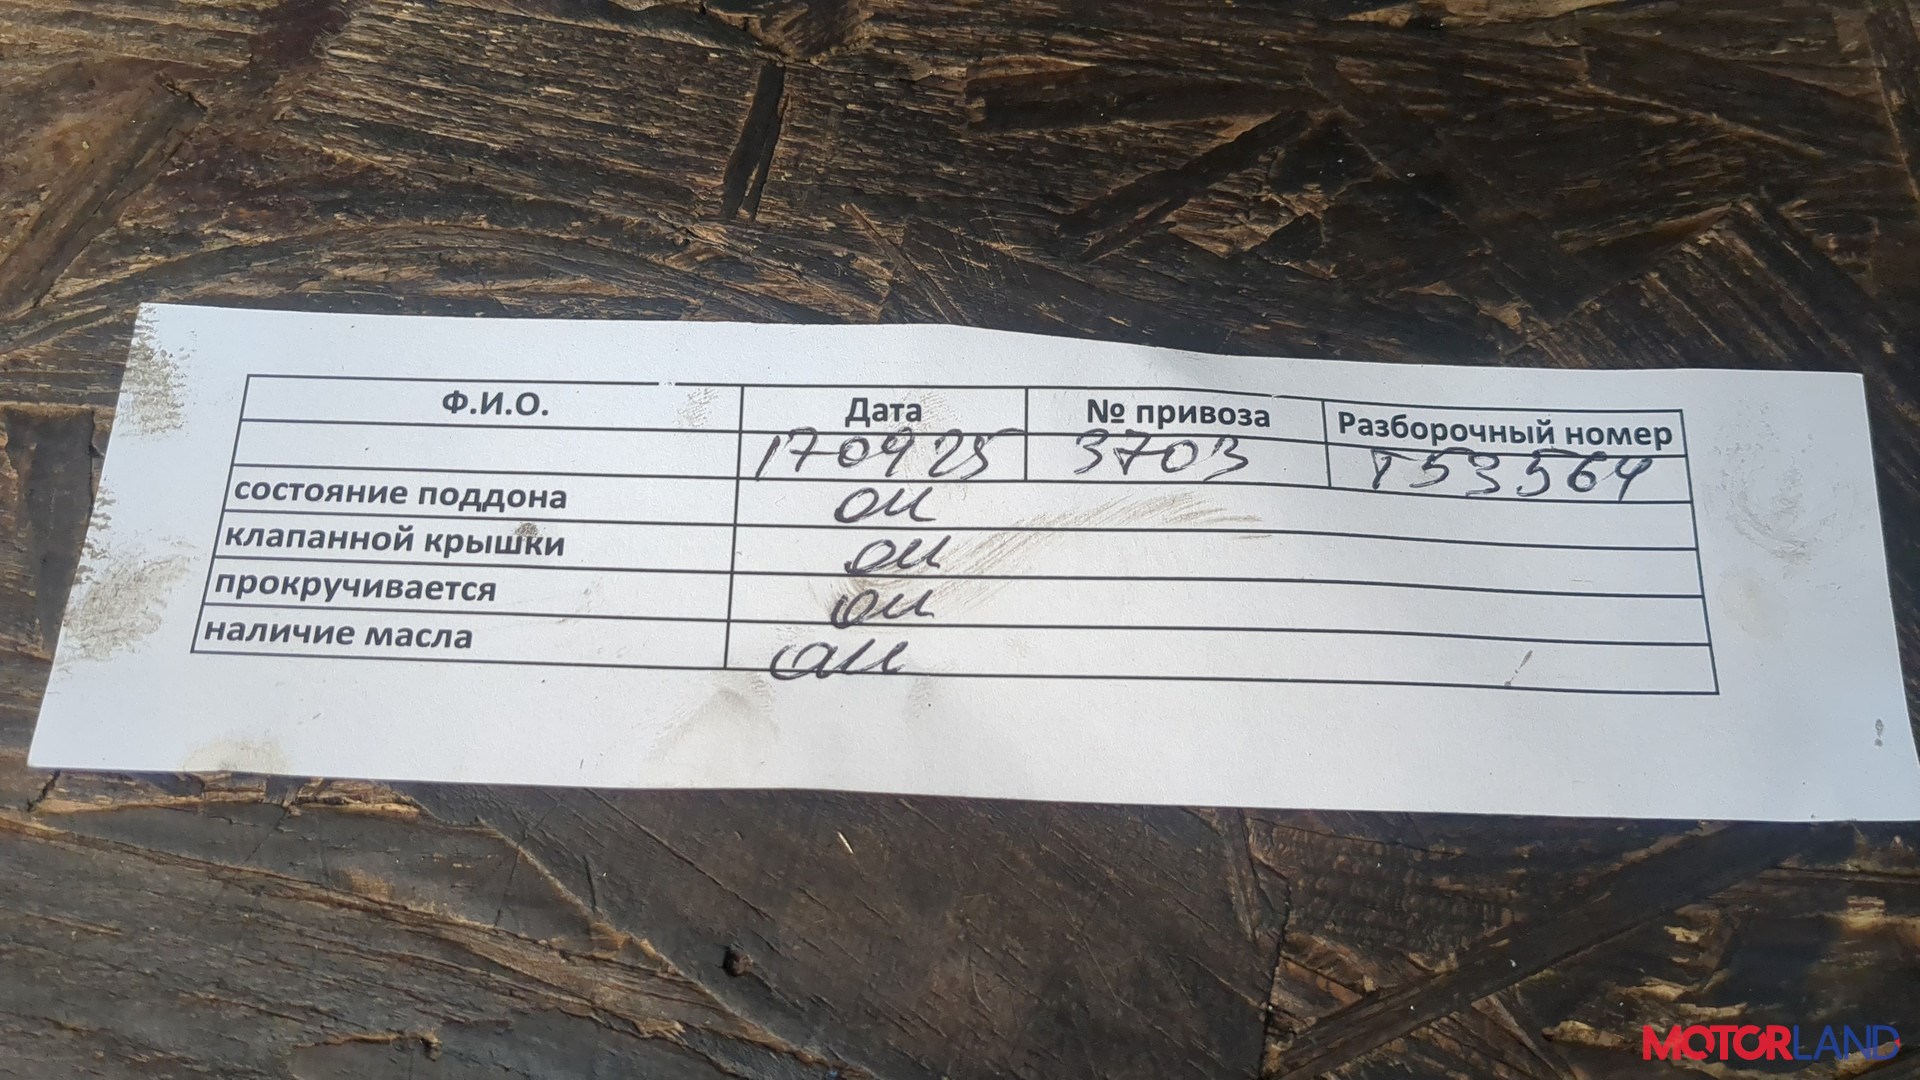 Ф.И.О. Дата № привоза Разборочный номер
170925 3703 T53564
состояние поддона ок
клапанной крышки ок
прокручивается ок
наличие масла ок
MOTORLAND